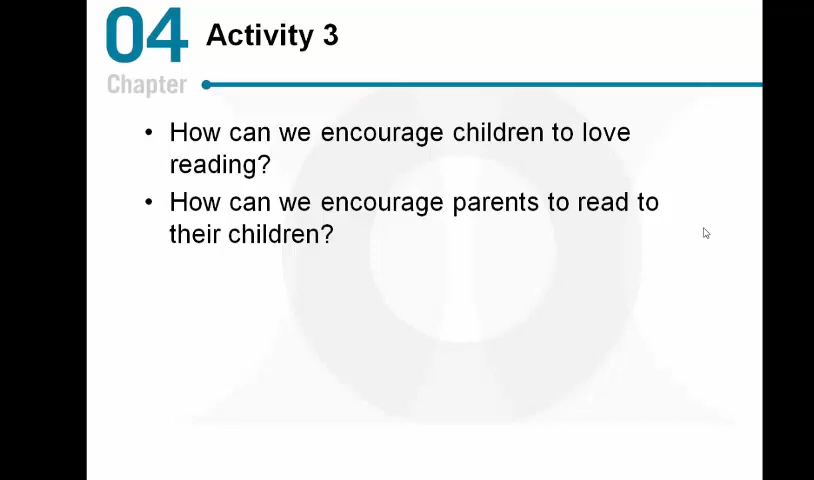 04 Activity 3
Chapter
• How can we encourage children to love
reading?
• How can we encourage parents to read to
their children?